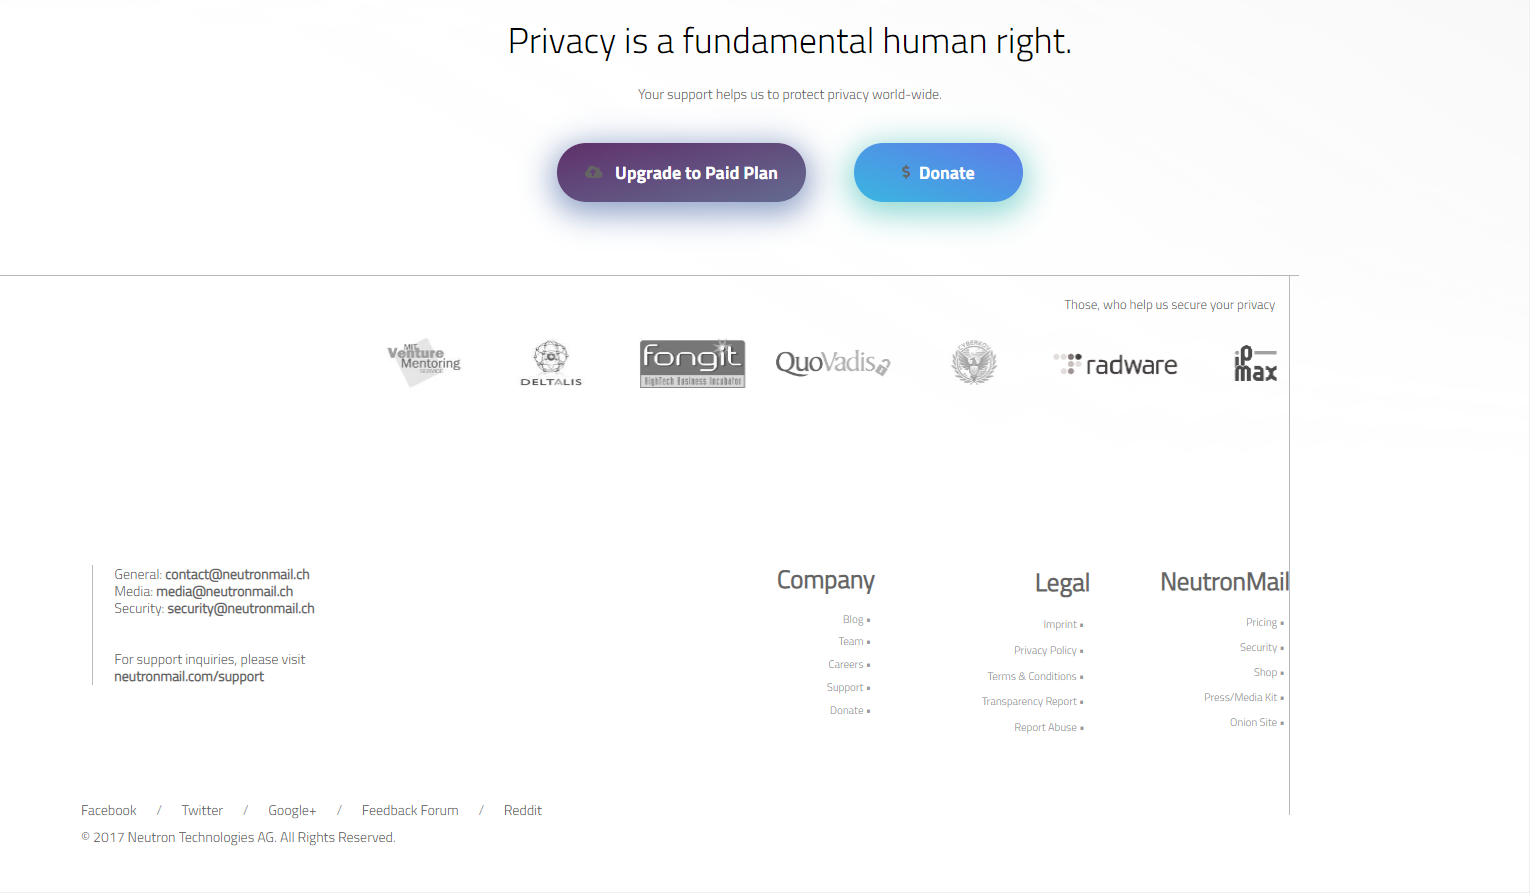 Privacy is a fundamental human right.
Your support helps us to protect privacy world-wide.
Upgrade to Paid Plan
$ Donate
Those, who help us secure your privacy
MIT
Venture
Mentoring
SERVICE
DELTALIS
fongit
HighTech Business Incubator
QuoVadis
CYBERKOV
radware
ip
max
General: contact@neutronmail.ch
Media: media@neutronmail.ch
Security: security@neutronmail.ch
For support inquiries, please visit
neutronmail.com/support
Company
Blog
Team
Careers
Support
Donate
Legal
Imprint
Privacy Policy
Terms & Conditions
Transparency Report
Report Abuse
NeutronMail
Pricing
Security
Shop
Press/Media Kit
Onion Site
Facebook / Twitter / Google+ / Feedback Forum / Reddit
© 2017 Neutron Technologies AG. All Rights Reserved.